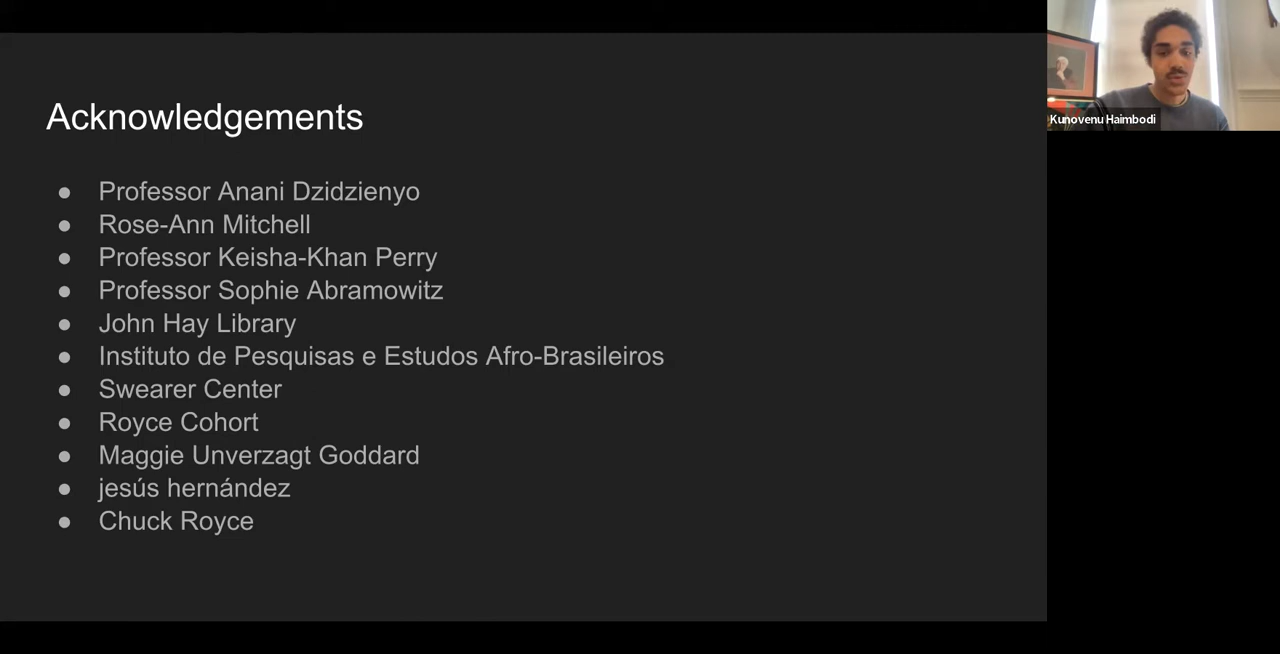 Acknowledgements
● Professor Anani Dzidzienyo
● Rose-Ann Mitchell
● Professor Keisha-Khan Perry
● Professor Sophie Abramowitz
● John Hay Library
● Instituto de Pesquisas e Estudos Afro-Brasileiros
● Swearer Center
● Royce Cohort
● Maggie Unverzagt Goddard
● jesús hernández
● Chuck Royce
Kunovenu Haimbodi